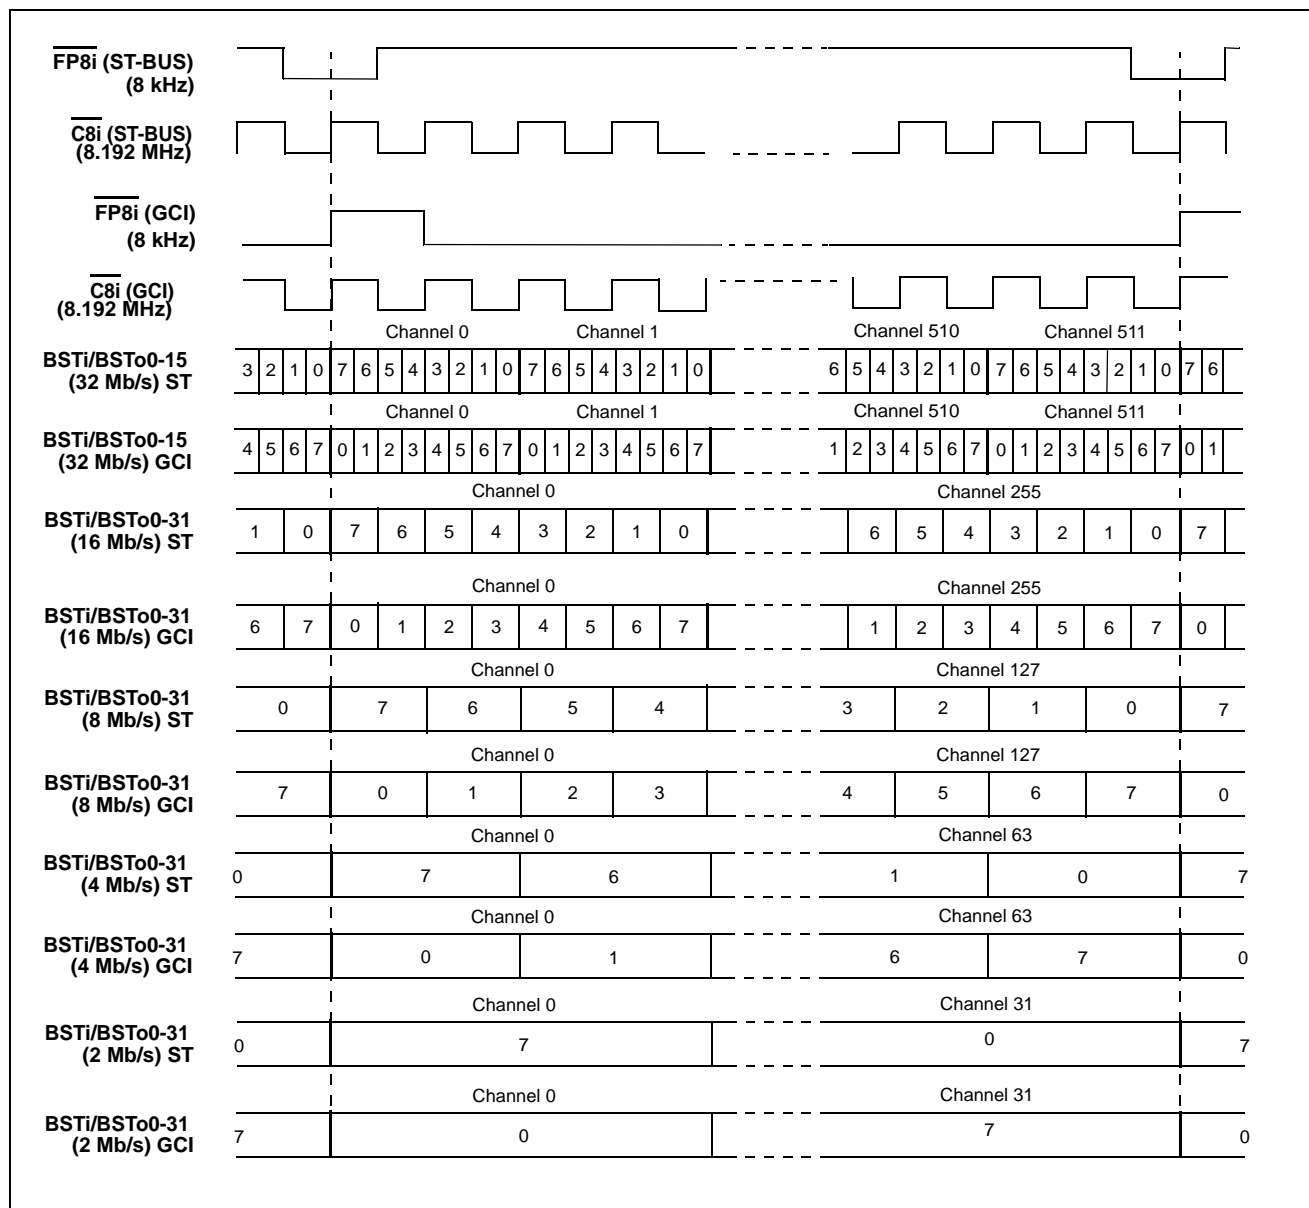 FP8i (ST-BUS)
(8 kHz)
C8i (ST-BUS)
(8.192 MHz)
FP8i (GCI)
(8 kHz)
C8i (GCI)
(8.192 MHz)
Channel 0 Channel 1 Channel 510 Channel 511
BSTi/BSTo0-15
(32 Mb/s) ST
3 2 1 0 7 6 5 4 3 2 1 0 7 6 5 4 3 2 1 0 6 5 4 3 2 1 0 7 6 5 4 3 2 1 0 7 6
Channel 0 Channel 1 Channel 510 Channel 511
BSTi/BSTo0-15
(32 Mb/s) GCI
4 5 6 7 0 1 2 3 4 5 6 7 0 1 2 3 4 5 6 7 1 2 3 4 5 6 7 0 1 2 3 4 5 6 7 0 1
Channel 0 Channel 255
BSTi/BSTo0-31
(16 Mb/s) ST
1 0 7 6 5 4 3 2 1 0 6 5 4 3 2 1 0 7
Channel 0 Channel 255
BSTi/BSTo0-31
(16 Mb/s) GCI
6 7 0 1 2 3 4 5 6 7 1 2 3 4 5 6 7 0
Channel 0 Channel 127
BSTi/BSTo0-31
(8 Mb/s) ST
0 7 6 5 4 3 2 1 0 7
Channel 0 Channel 127
BSTi/BSTo0-31
(8 Mb/s) GCI
7 0 1 2 3 4 5 6 7 0
Channel 0 Channel 63
BSTi/BSTo0-31
(4 Mb/s) ST
0 7 6 1 0 7
Channel 0 Channel 63
BSTi/BSTo0-31
(4 Mb/s) GCI
7 0 1 6 7 0
Channel 0 Channel 31
BSTi/BSTo0-31
(2 Mb/s) ST
0 7 0 7
Channel 0 Channel 31
BSTi/BSTo0-31
(2 Mb/s) GCI
7 0 7 0